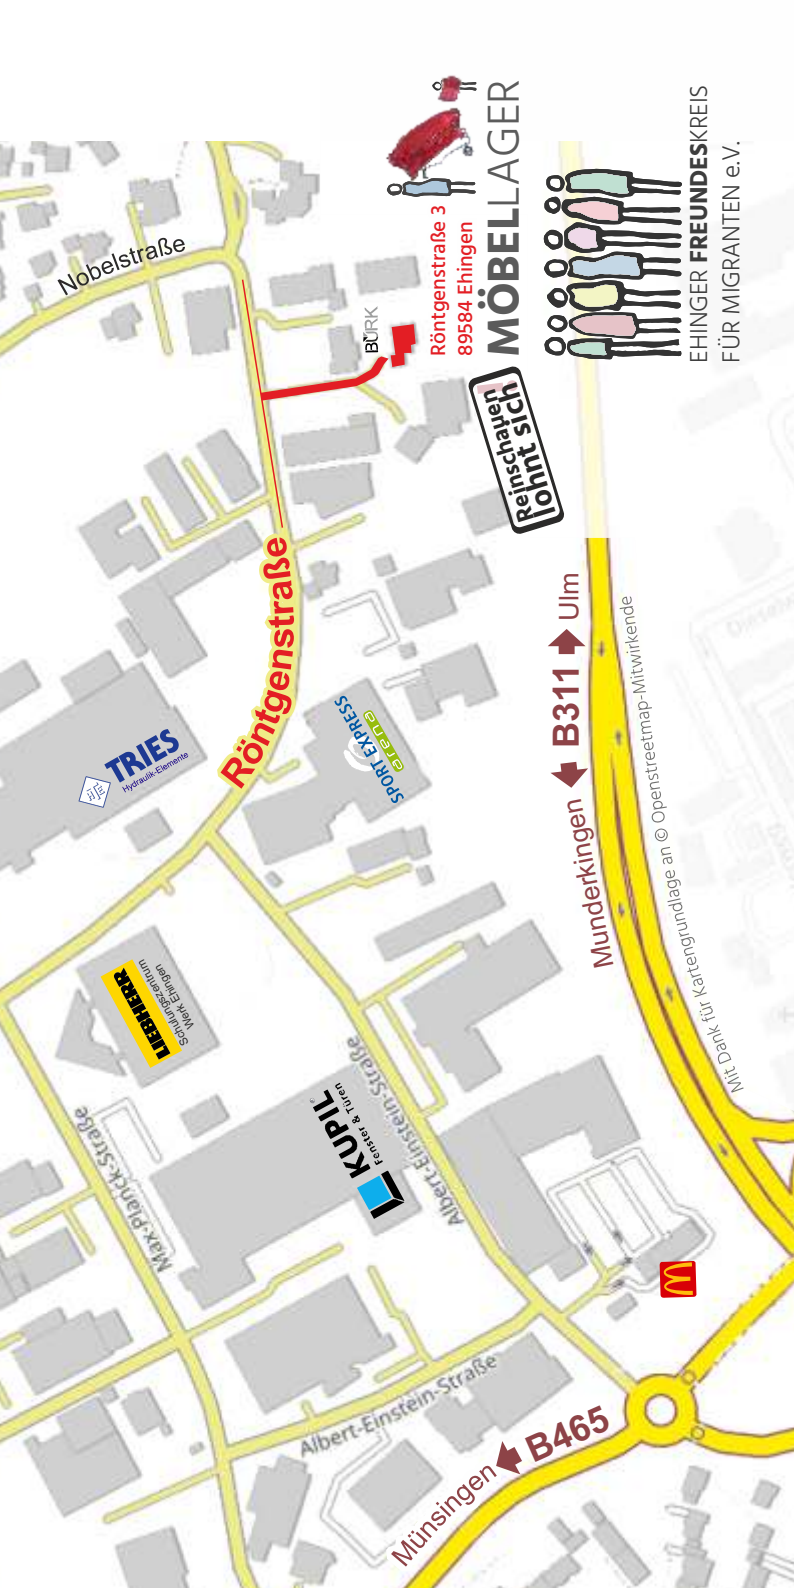 Nobelstraße
BÜRK
Röntgenstraße 3
89584 Ehingen
MÖBELLAGER
EHINGER FREUNDESKREIS
FÜR MIGRANTEN e.V.
Reinschauen
lohnt sich
Röntgenstraße
TRIES
Hydraulik-Elemente
SPORT EXPRESS
arena
Munderkingen B311 Ulm
Mit Dank für Kartengrundlage an © Openstreetmap-Mitwirkende
LIEBHERR
Schulungszentrum
Werk Ehingen
Max-Planck-Straße
KUPIL
Fenster & Türen
Albert-Einstein-Straße
Albert-Einstein-Straße
Münsingen B465